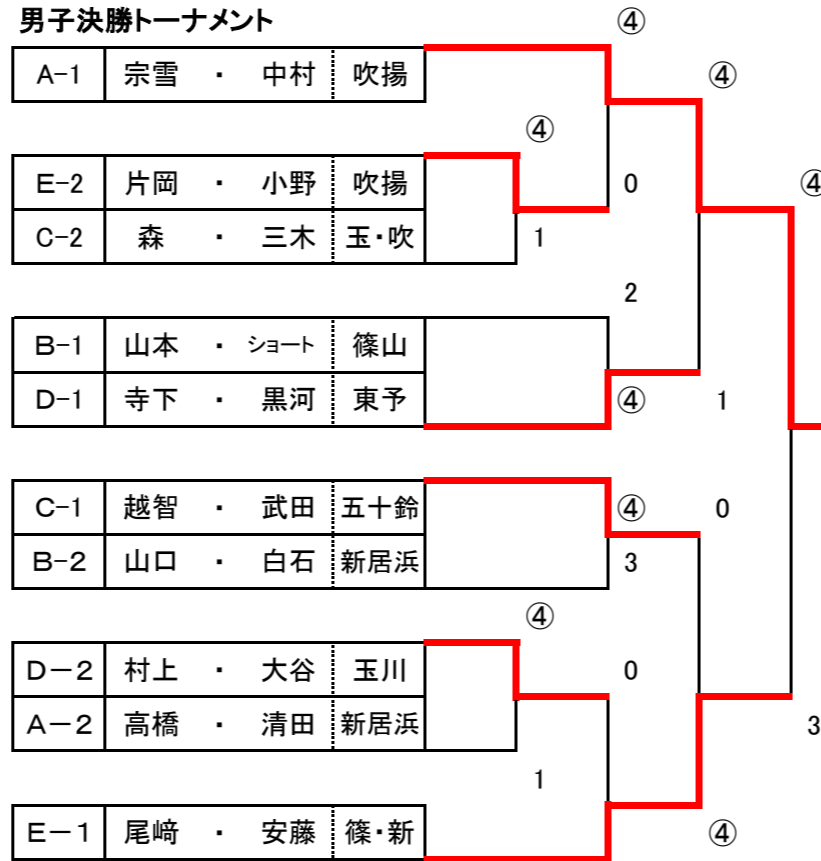 男子決勝トーナメント
④
A-1 宗雪 ・ 中村 吹揚
④
④
E-2 片岡 ・ 小野 吹揚
0
④
C-2 森 ・ 三木 玉・吹
1
2
B-1 山本 ・ ショート 篠山
D-1 寺下 ・ 黒河 東予
④
1
C-1 越智 ・ 武田 五十鈴
④
0
B-2 山口 ・ 白石 新居浜
3
④
D-2 村上 ・ 大谷 玉川
0
A-2 高橋 ・ 清田 新居浜
3
1
E-1 尾﨑 ・ 安藤 篠・新
④